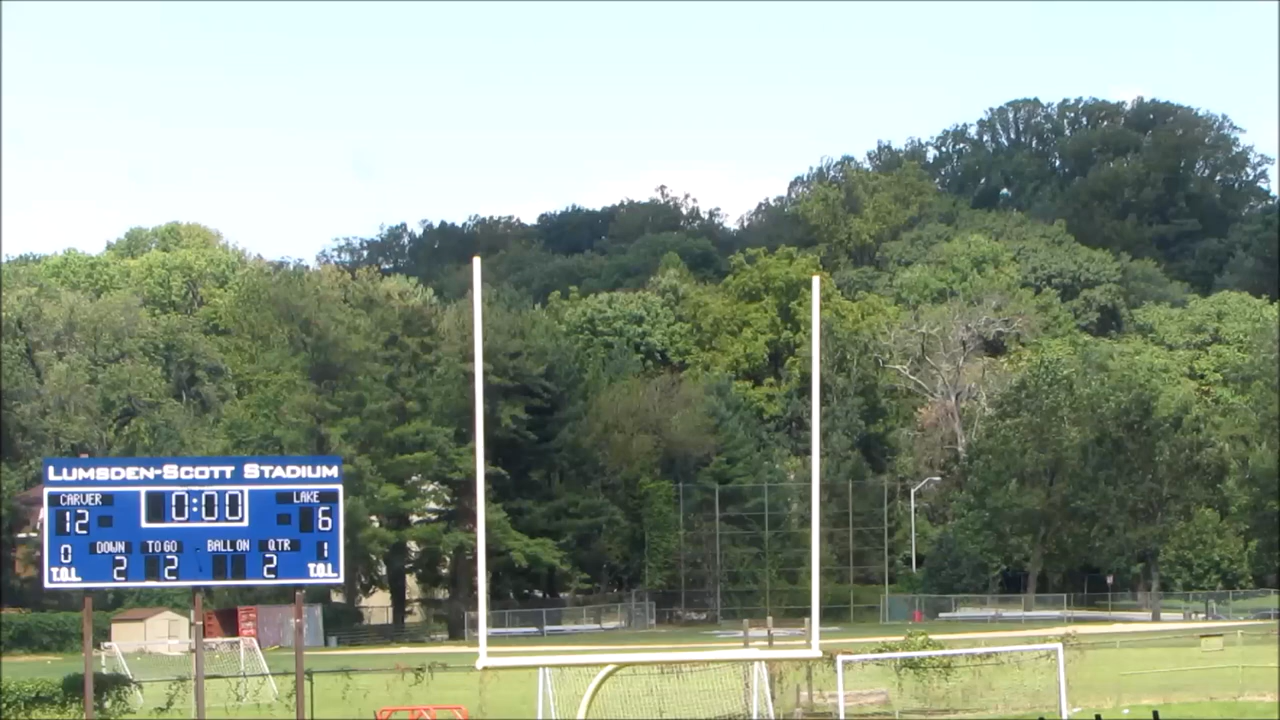 LUMSDEN-SCOTT STADIUM
CARVER 0:00 LAKE
12 6
DOWN TO GO BALL ON QTR
0 2 2 2 1
T.O.L. T.O.L.